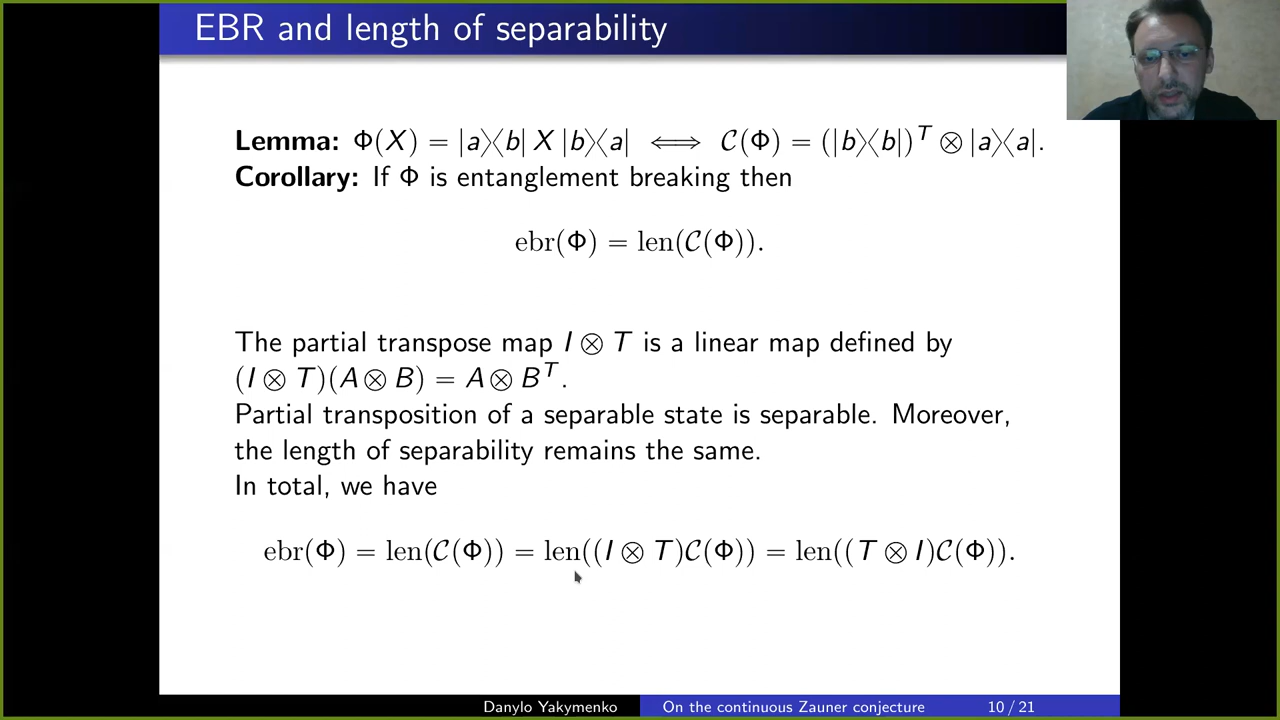 EBR and length of separability
Lemma: Φ(X) = |a⟩⟨b| X |b⟩⟨a| ⟺ 𝒞(Φ) = (|b⟩⟨b|)^T ⊗ |a⟩⟨a|.
Corollary: If Φ is entanglement breaking then
ebr(Φ) = len(𝒞(Φ)).
The partial transpose map I ⊗ T is a linear map defined by
(I ⊗ T)(A ⊗ B) = A ⊗ B^T.
Partial transposition of a separable state is separable. Moreover,
the length of separability remains the same.
In total, we have
ebr(Φ) = len(𝒞(Φ)) = len((I ⊗ T)𝒞(Φ)) = len((T ⊗ I)𝒞(Φ)).
Danylo Yakymenko On the continuous Zauner conjecture 10 / 21